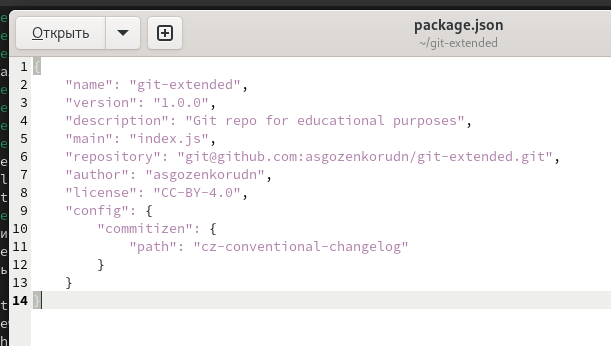 Открыть
package.json
~/git-extended
1 {
2 "name": "git-extended",
3 "version": "1.0.0",
4 "description": "Git repo for educational purposes",
5 "main": "index.js",
6 "repository": "git@github.com:asgozenkorudn/git-extended.git",
7 "author": "asgozenkorudn",
8 "license": "CC-BY-4.0",
9 "config": {
10 "commitizen": {
11 "path": "cz-conventional-changelog"
12 }
13 }
14 }